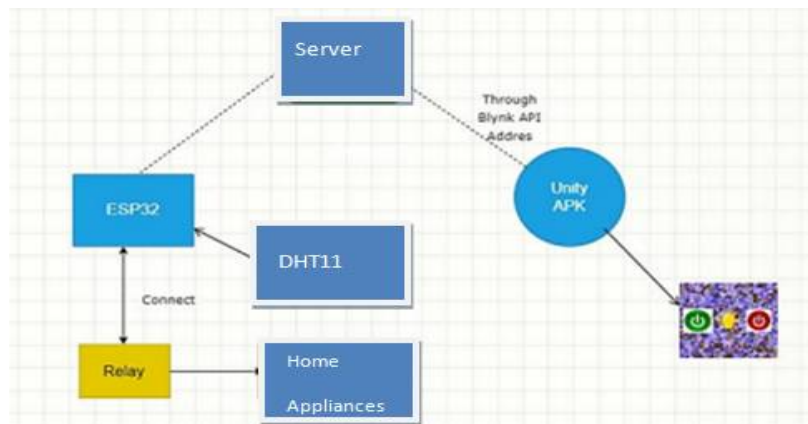 Server
Through
Blynk API
Addres
Unity
APK
ESP32
DHT11
Connect
Relay
Home
Appliances